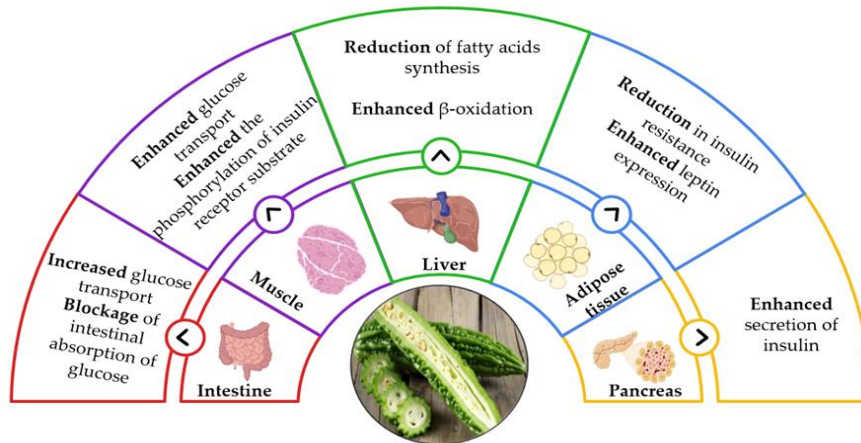 Increased glucose
transport
Blockage of
intestinal
absorption of
glucose
Intestine
Enhanced glucose
transport
Enhanced the
phosphorylation of insulin
receptor substrate
Muscle
Reduction of fatty acids
synthesis
Enhanced β-oxidation
Liver
Reduction in insulin
resistance
Enhanced leptin
expression
Adipose
tissue
Enhanced
secretion of
insulin
Pancreas